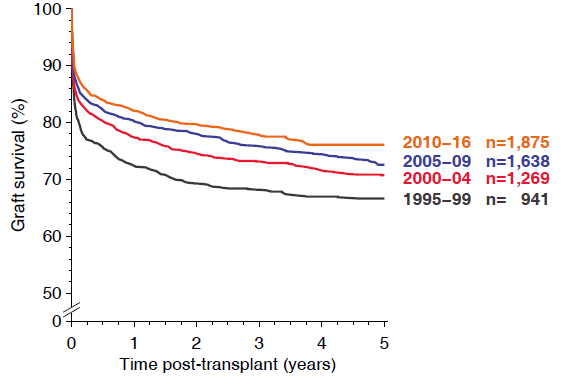 100
90
80
70
60
50
0
Graft survival (%)
2010–16 n=1,875
2005–09 n=1,638
2000–04 n=1,269
1995–99 n= 941
0 1 2 3 4 5
Time post-transplant (years)